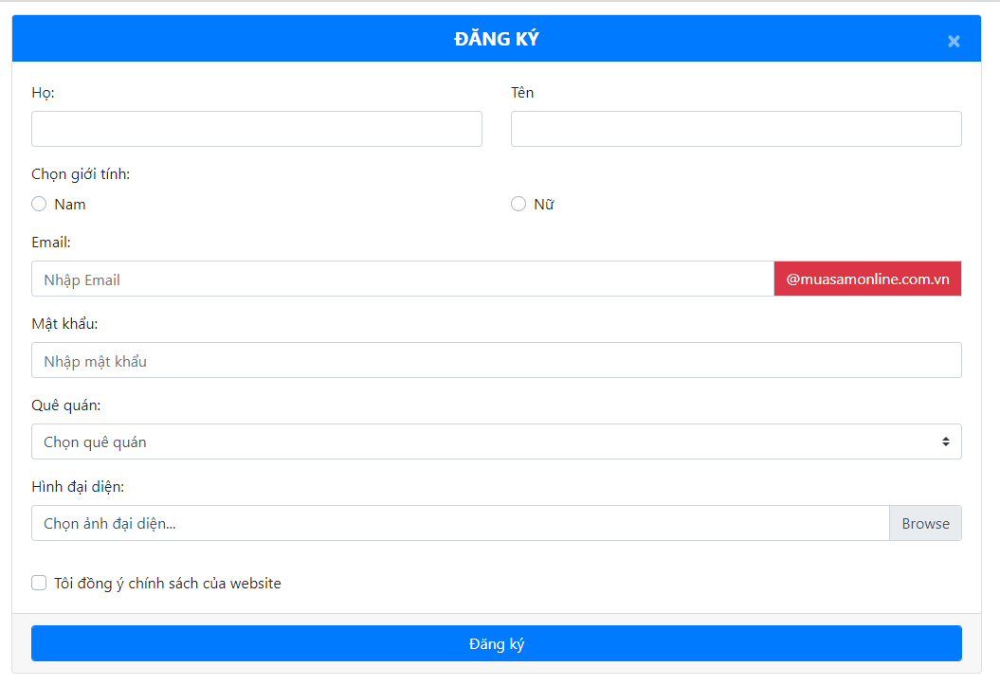 ĐĂNG KÝ ×
Họ: Tên
Chọn giới tính:
Nam Nữ
Email:
Nhập Email @muasamonline.com.vn
Mật khẩu:
Nhập mật khẩu
Quê quán:
Chọn quê quán
Hình đại diện:
Chọn ảnh đại diện... Browse
Tôi đồng ý chính sách của website
Đăng ký